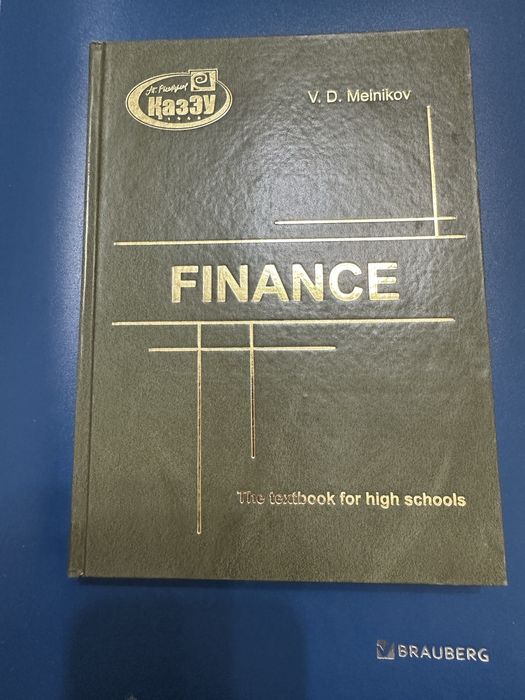 ҚазЭУ
V. D. Melnikov
FINANCE
The textbook for high schools
BRAUBERG